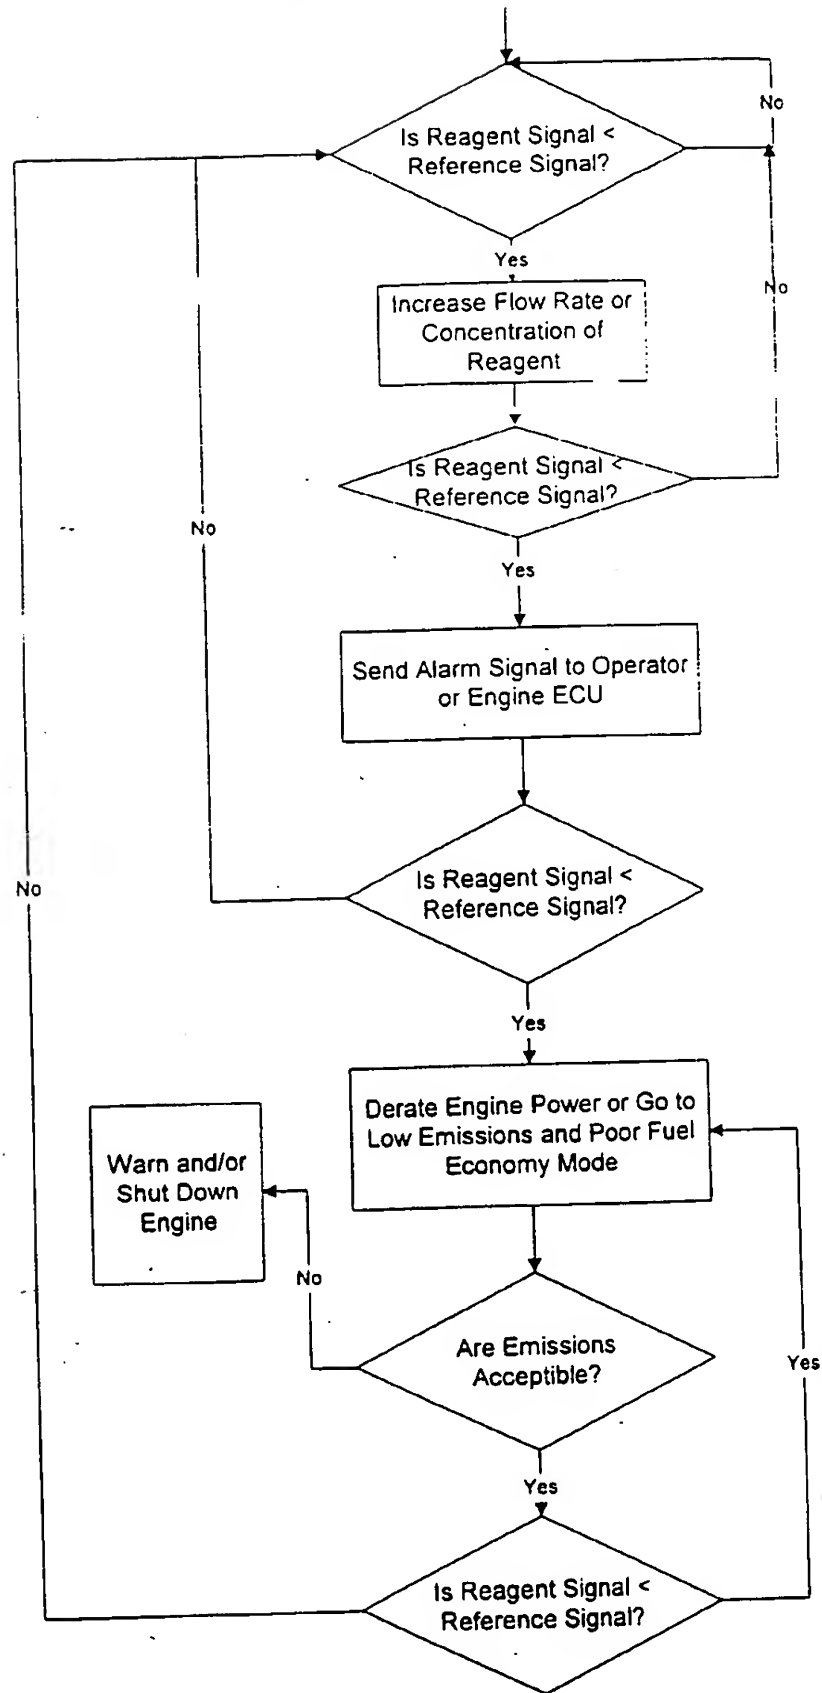 No
Is Reagent Signal <
Reference Signal?
Yes
Increase Flow Rate or
Concentration of
Reagent
No
Is Reagent Signal <
Reference Signal?
No
Yes
Send Alarm Signal to Operator
or Engine ECU
Is Reagent Signal <
Reference Signal?
No
Yes
Derate Engine Power or Go to
Low Emissions and Poor Fuel
Economy Mode
Warn and/or
Shut Down
Engine
No
Are Emissions
Acceptible?
Yes
Yes
Is Reagent Signal <
Reference Signal?